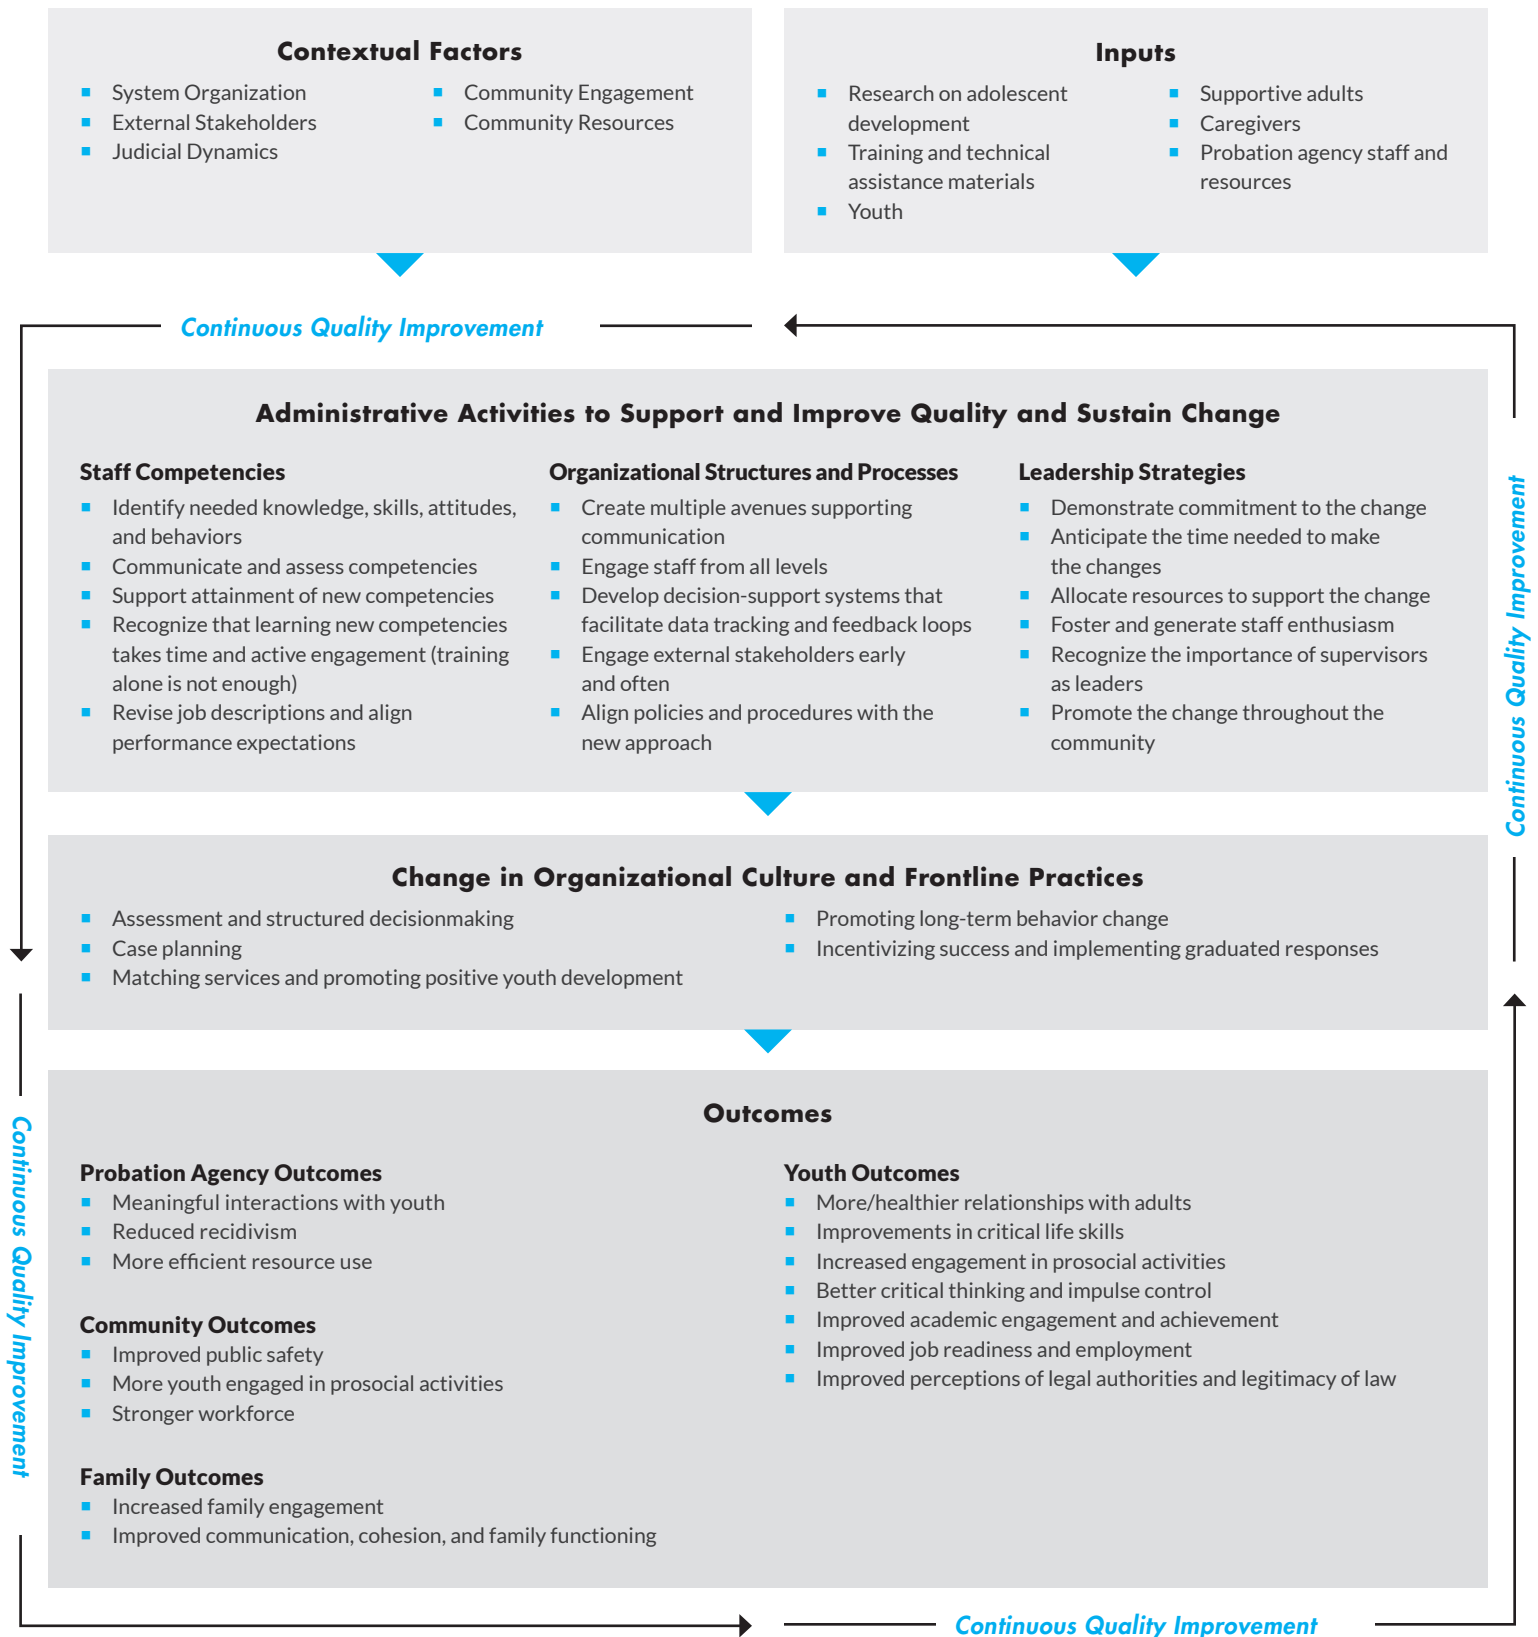 Contextual Factors
System Organization
External Stakeholders
Judicial Dynamics
Community Engagement
Community Resources
Inputs
Research on adolescent
development
Training and technical
assistance materials
Youth
Supportive adults
Caregivers
Probation agency staff and
resources
Continuous Quality Improvement
Administrative Activities to Support and Improve Quality and Sustain Change
Staff Competencies
Identify needed knowledge, skills, attitudes,
and behaviors
Communicate and assess competencies
Support attainment of new competencies
Recognize that learning new competencies
takes time and active engagement (training
alone is not enough)
Revise job descriptions and align
performance expectations
Organizational Structures and Processes
Create multiple avenues supporting
communication
Engage staff from all levels
Develop decision-support systems that
facilitate data tracking and feedback loops
Engage external stakeholders early
and often
Align policies and procedures with the
new approach
Leadership Strategies
Demonstrate commitment to the change
Anticipate the time needed to make
the changes
Allocate resources to support the change
Foster and generate staff enthusiasm
Recognize the importance of supervisors
as leaders
Promote the change throughout the
community
Continuous Quality Improvement
Change in Organizational Culture and Frontline Practices
Assessment and structured decisionmaking
Case planning
Matching services and promoting positive youth development
Promoting long-term behavior change
Incentivizing success and implementing graduated responses
Outcomes
Probation Agency Outcomes
Meaningful interactions with youth
Reduced recidivism
More efficient resource use
Community Outcomes
Improved public safety
More youth engaged in prosocial activities
Stronger workforce
Family Outcomes
Increased family engagement
Improved communication, cohesion, and family functioning
Youth Outcomes
More/healthier relationships with adults
Improvements in critical life skills
Increased engagement in prosocial activities
Better critical thinking and impulse control
Improved academic engagement and achievement
Improved job readiness and employment
Improved perceptions of legal authorities and legitimacy of law
Continuous Quality Improvement
Continuous Quality Improvement